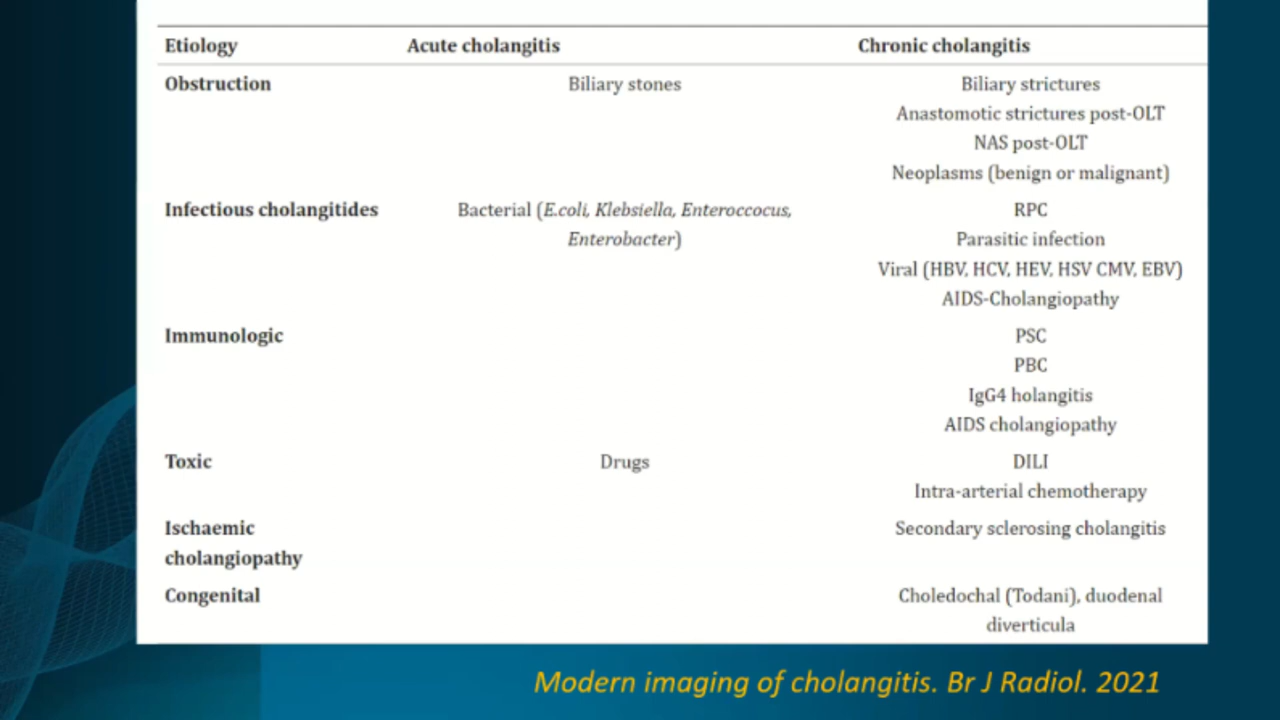 Etiology Acute cholangitis Chronic cholangitis
Obstruction Biliary stones Biliary strictures
Anastomotic strictures post-OLT
NAS post-OLT
Neoplasms (benign or malignant)
Infectious cholangitides Bacterial (E.coli, Klebsiella, Enteroccocus, RPC
Enterobacter) Parasitic infection
Viral (HBV, HCV, HEV, HSV CMV, EBV)
AIDS-Cholangiopathy
Immunologic PSC
PBC
IgG4 holangitis
AIDS cholangiopathy
Toxic Drugs DILI
Intra-arterial chemotherapy
Ischaemic Secondary sclerosing cholangitis
cholangiopathy
Congenital Choledochal (Todani), duodenal
diverticula
Modern imaging of cholangitis. Br J Radiol. 2021